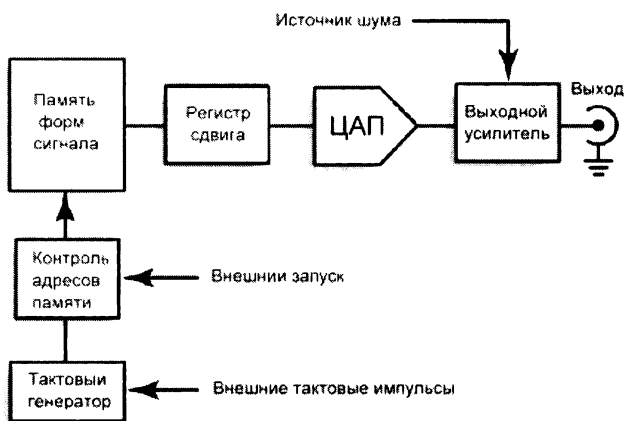 Источник шума
Память
форм
сигнала
Регистр
сдвига
ЦАП
Выходной
усилитель
Выход
Контроль
адресов
памяти
Внешнии запуск
Тактовыи
генератор
Внешние тактовые импульсы